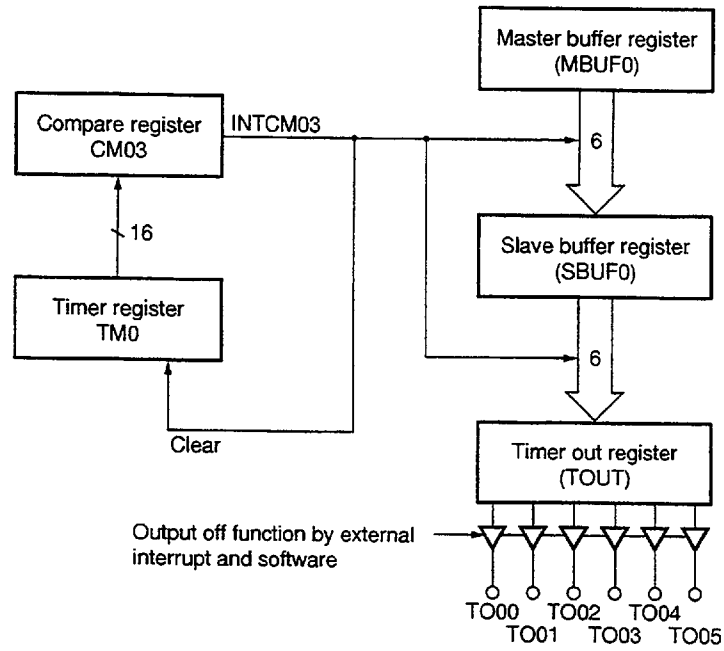 Master buffer register
(MBUF0)
Compare register
CM03
INTCM03
6
16
Slave buffer register
(SBUF0)
Timer register
TM0
6
Clear
Timer out register
(TOUT)
Output off function by external
interrupt and software
TO00
TO02
TO04
TO01
TO03
TO05